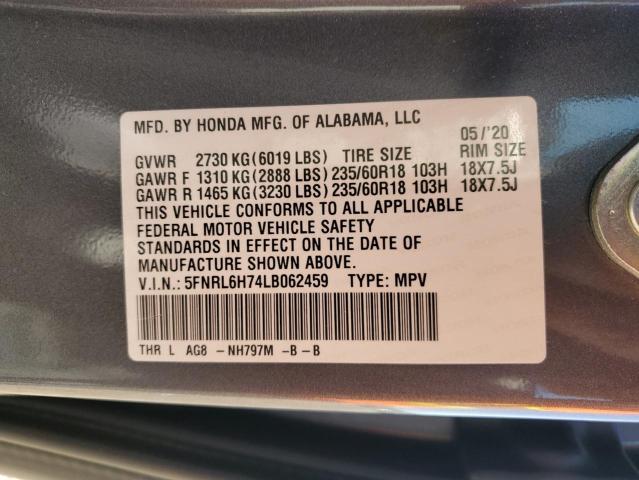 MFD. BY HONDA MFG. OF ALABAMA, LLC
05/'20
GVWR 2730 KG(6019 LBS) TIRE SIZE RIM SIZE
GAWR F 1310 KG(2888 LBS) 235/60R18 103H 18X7.5J
GAWR R 1465 KG(3230 LBS) 235/60R18 103H 18X7.5J
THIS VEHICLE CONFORMS TO ALL APPLICABLE
FEDERAL MOTOR VEHICLE SAFETY
STANDARDS IN EFFECT ON THE DATE OF
MANUFACTURE SHOWN ABOVE.
V.I.N.: 5FNRL6H74LB062459 TYPE: MPV
THR L AG8 - NH797M -B - B